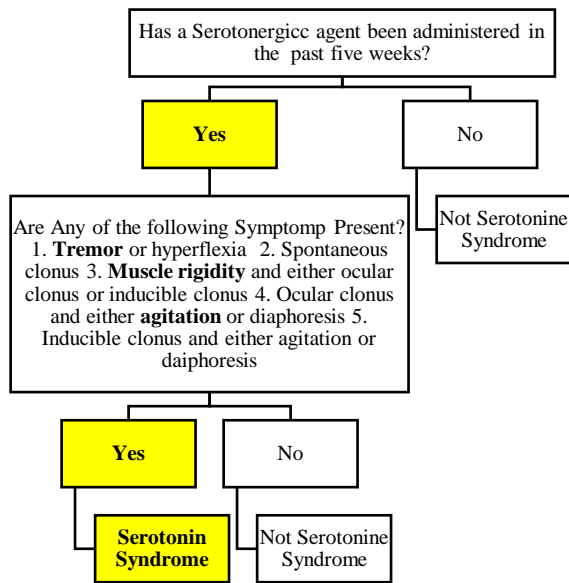 Has a Serotonergicc agent been administered in
the past five weeks?
Yes
No
Not Serotonine
Syndrome
Are Any of the following Symptomp Present?
1. Tremor or hyperflexia 2. Spontaneous
clonus 3. Muscle rigidity and either ocular
clonus or inducible clonus 4. Ocular clonus
and either agitation or diaphoresis 5.
Inducible clonus and either agitation or
daiphoresis
Yes
No
Serotonin
Syndrome
Not Serotonine
Syndrome